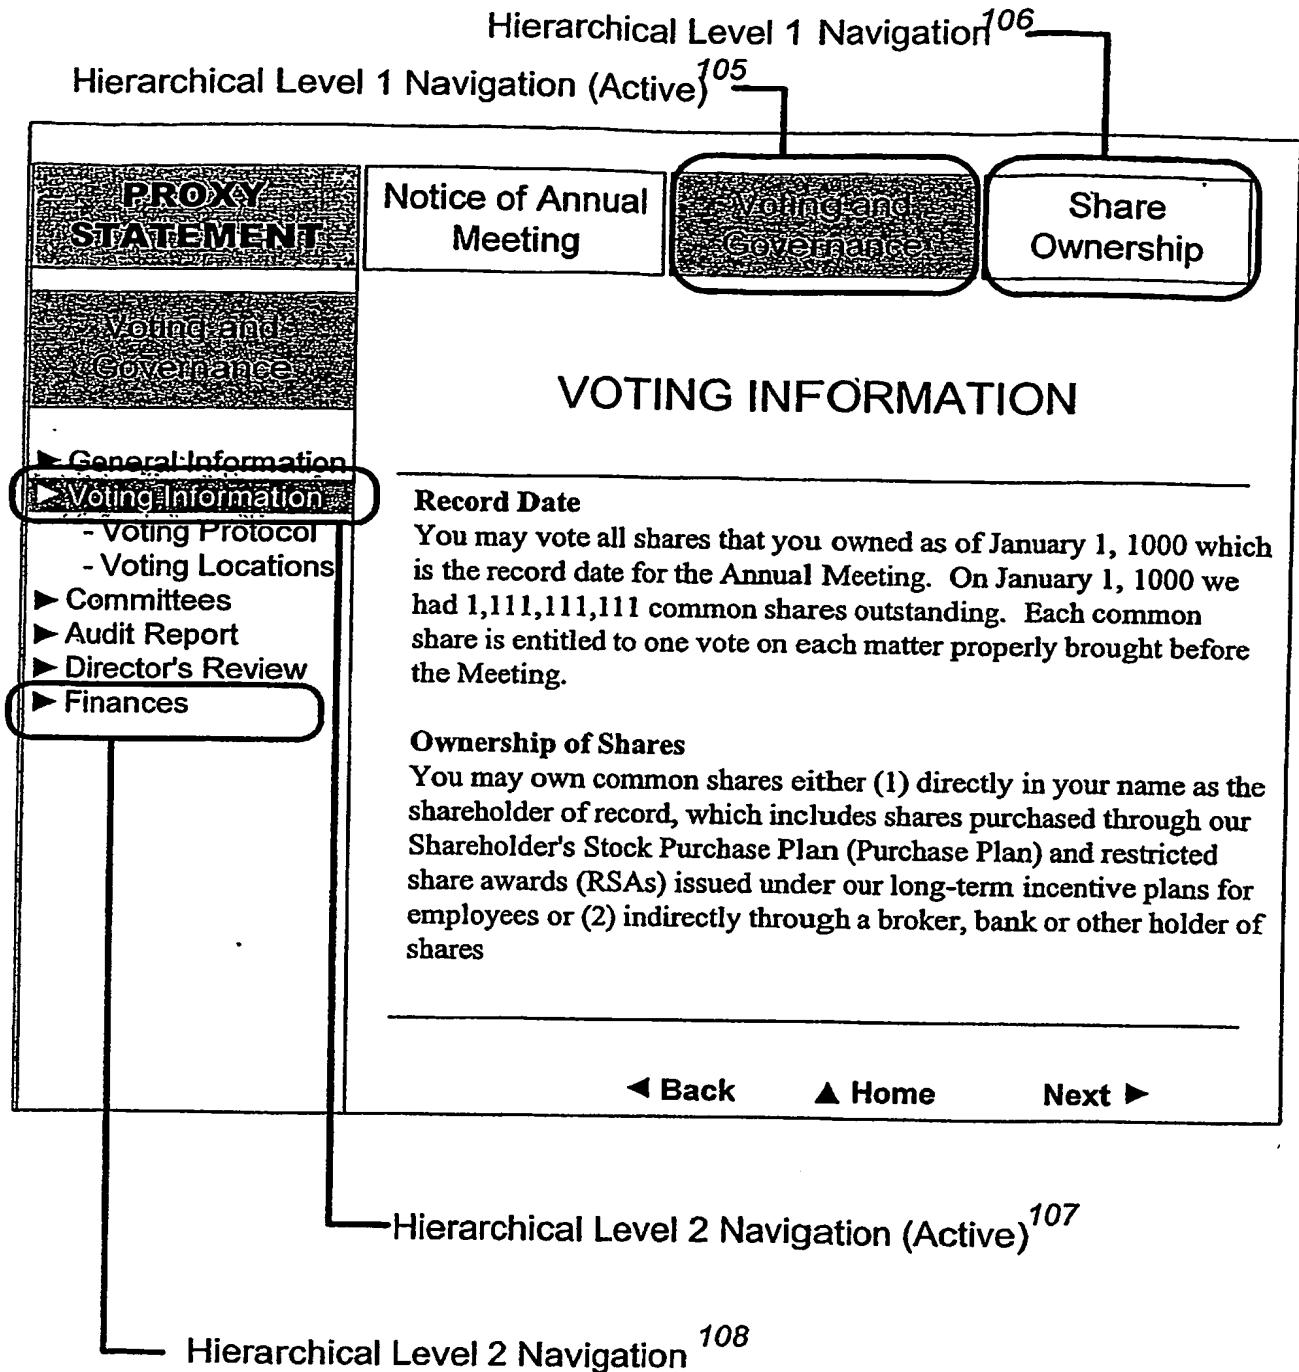 Hierarchical Level 1 Navigation 106
Hierarchical Level 1 Navigation (Active) 105
PROXY
STATEMENT
Notice of Annual
Meeting
Voting and
Governance
Share
Ownership
Voting and
Governance
► General Information
► Voting Information
- Voting Protocol
- Voting Locations
► Committees
► Audit Report
► Director's Review
► Finances
VOTING INFORMATION
Record Date
You may vote all shares that you owned as of January 1, 1000 which
is the record date for the Annual Meeting. On January 1, 1000 we
had 1,111,111,111 common shares outstanding. Each common
share is entitled to one vote on each matter properly brought before
the Meeting.
Ownership of Shares
You may own common shares either (1) directly in your name as the
shareholder of record, which includes shares purchased through our
Shareholder's Stock Purchase Plan (Purchase Plan) and restricted
share awards (RSAs) issued under our long-term incentive plans for
employees or (2) indirectly through a broker, bank or other holder of
shares
◄ Back ▲ Home Next ►
Hierarchical Level 2 Navigation (Active) 107
Hierarchical Level 2 Navigation 108